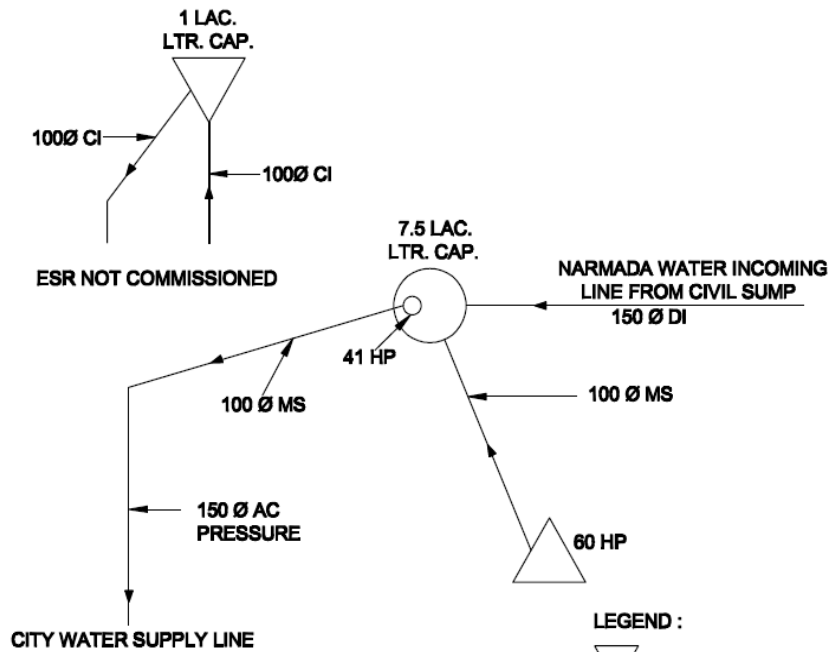 1 LAC.
LTR. CAP.
100Ø CI
100Ø CI
ESR NOT COMMISSIONED
7.5 LAC.
LTR. CAP.
NARMADA WATER INCOMING
LINE FROM CIVIL SUMP
150 Ø DI
41 HP
100 Ø MS
100 Ø MS
150 Ø AC
PRESSURE
60 HP
CITY WATER SUPPLY LINE
LEGEND :